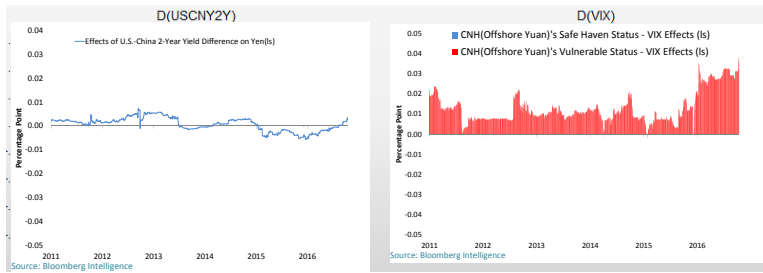 D(USCNY2Y)
Effects of U.S.-China 2-Year Yield Difference on Yen(ls)
Percentage Point
0.04
0.03
0.02
0.01
0.00
-0.01
-0.02
-0.03
-0.04
-0.05
2011 2012 2013 2014 2015 2016
Source: Bloomberg Intelligence
D(VIX)
CNH(Offshore Yuan)'s Safe Haven Status - VIX Effects (ls)
CNH(Offshore Yuan)'s Vulnerable Status - VIX Effects (ls)
Percentage Point
0.05
0.04
0.03
0.02
0.01
0.00
-0.01
-0.02
-0.03
-0.04
-0.05
2011 2012 2013 2014 2015 2016
Source: Bloomberg Intelligence